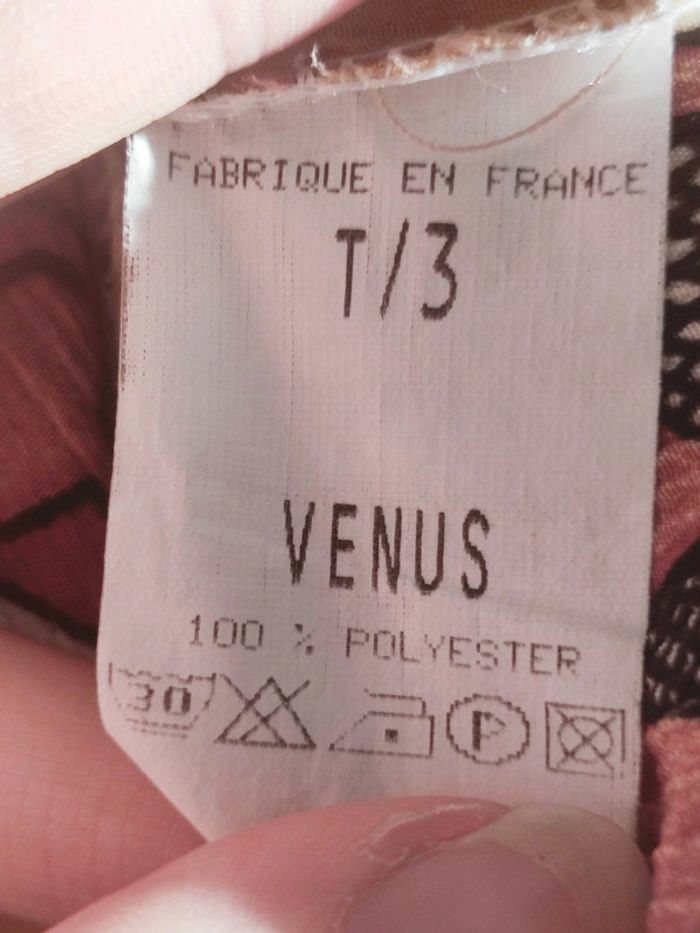 FABRIQUE EN FRANCE
T/3
VENUS
100 % POLYESTER
30 P